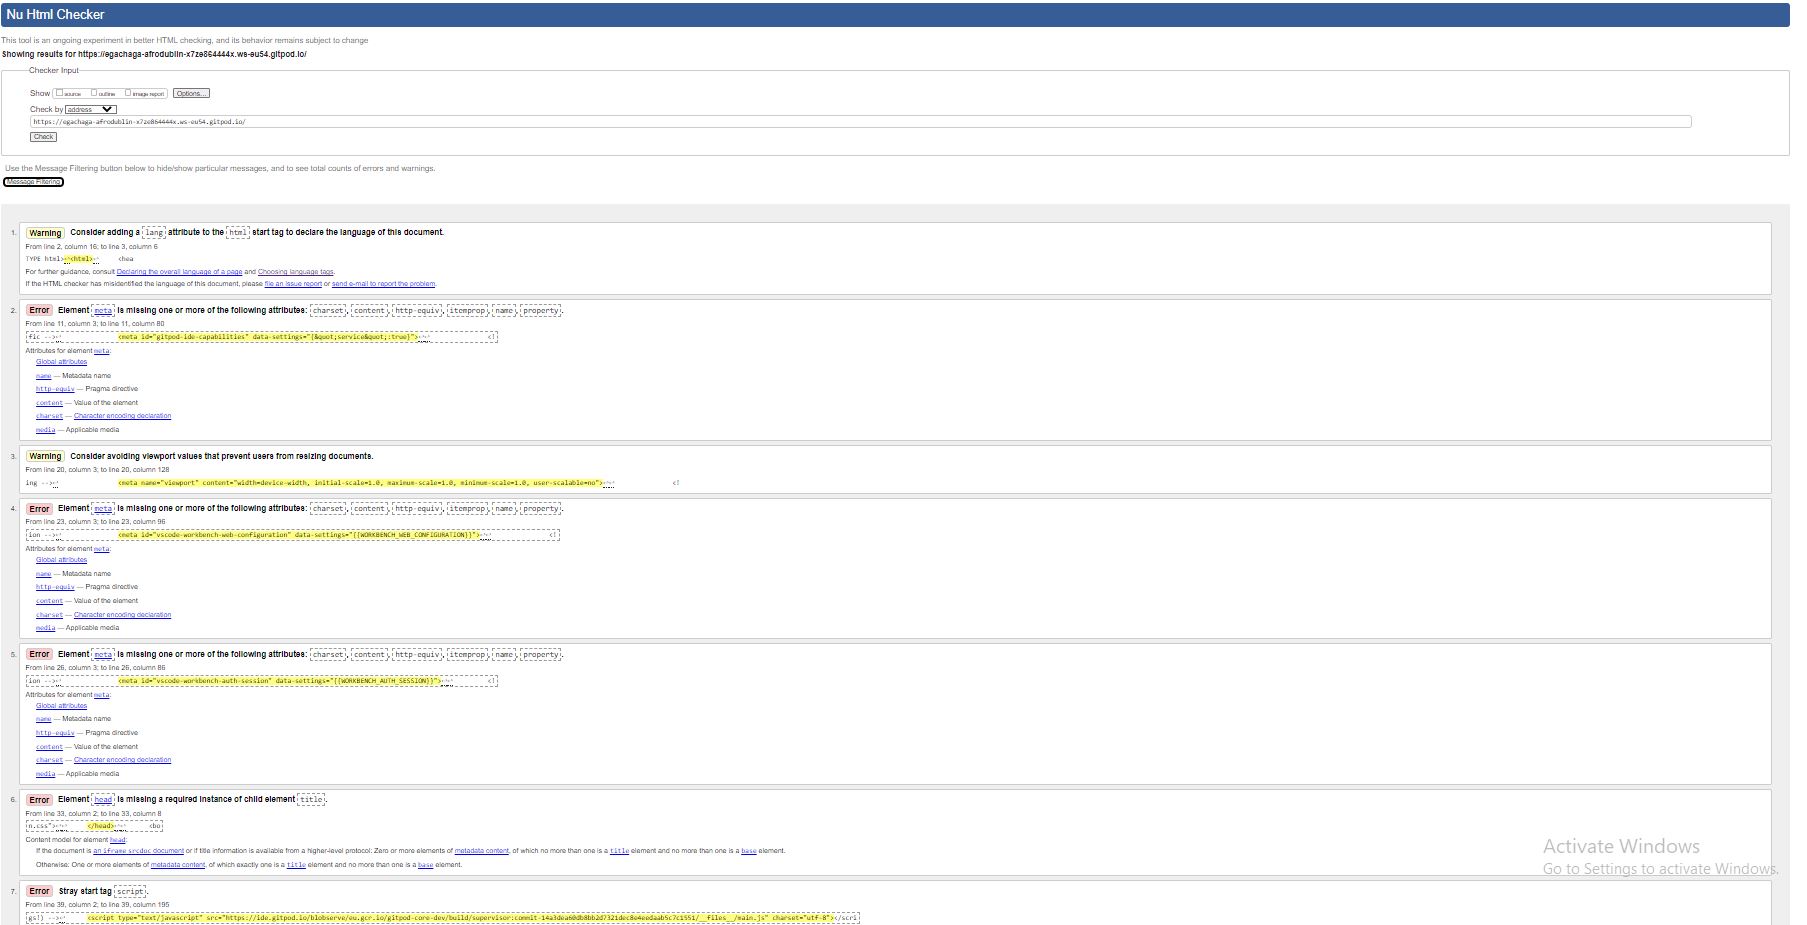 Nu Html Checker
This tool is an ongoing experiment in better HTML checking, and its behavior remains subject to change
Showing results for https://egachaga-afrodublin-x7ze864444x.ws-eu54.gitpod.io/
Checker Input
Show source outline image report Options...
Check by address
https://egachaga-afrodublin-x7ze864444x.ws-eu54.gitpod.io/
Check
Use the Message Filtering button below to hide/show particular messages, and to see total counts of errors and warnings.
Message Filtering
1. Warning Consider adding a lang attribute to the html start tag to declare the language of this document.
From line 2, column 16; to line 3, column 6
TYPE html>↩<html>↩ <hea
For further guidance, consult Declaring the overall language of a page and Choosing language tags.
If the HTML checker has misidentified the language of this document, please file an issue report or send e-mail to report the problem.
2. Error Element meta is missing one or more of the following attributes: charset, content, http-equiv, itemprop, name, property.
From line 11, column 3; to line 11, column 80
fic -->↩ <meta id="gitpod-ide-capabilities" data-settings="{&quot;service&quot;:true}">↩↩ <!
Attributes for element meta:
Global attributes
name — Metadata name
http-equiv — Pragma directive
content — Value of the element
charset — Character encoding declaration
media — Applicable media
3. Warning Consider avoiding viewport values that prevent users from resizing documents.
From line 20, column 3; to line 20, column 128
ing -->↩ <meta name="viewport" content="width=device-width, initial-scale=1.0, maximum-scale=1.0, minimum-scale=1.0, user-scalable=no">↩↩ <!
4. Error Element meta is missing one or more of the following attributes: charset, content, http-equiv, itemprop, name, property.
From line 23, column 3; to line 23, column 96
ion -->↩ <meta id="vscode-workbench-web-configuration" data-settings="{{WORKBENCH_WEB_CONFIGURATION}}">↩↩ <!
Attributes for element meta:
Global attributes
name — Metadata name
http-equiv — Pragma directive
content — Value of the element
charset — Character encoding declaration
media — Applicable media
5. Error Element meta is missing one or more of the following attributes: charset, content, http-equiv, itemprop, name, property.
From line 26, column 3; to line 26, column 86
ion -->↩ <meta id="vscode-workbench-auth-session" data-settings="{{WORKBENCH_AUTH_SESSION}}">↩↩ <!
Attributes for element meta:
Global attributes
name — Metadata name
http-equiv — Pragma directive
content — Value of the element
charset — Character encoding declaration
media — Applicable media
6. Error Element head is missing a required instance of child element title.
From line 33, column 2; to line 33, column 8
n.css">↩↩ </head>↩↩ <bo
Content model for element head:
If the document is an iframe srcdoc document or if title information is available from a higher-level protocol: Zero or more elements of metadata content, of which no more than one is a title element and no more than one is a base element.
Otherwise: One or more elements of metadata content, of which exactly one is a title element and no more than one is a base element.
Activate Windows
Go to Settings to activate Windows.
7. Error Stray start tag script.
From line 39, column 2; to line 39, column 195
gs!) -->↩ <script type="text/javascript" charset="utf-8"></scri